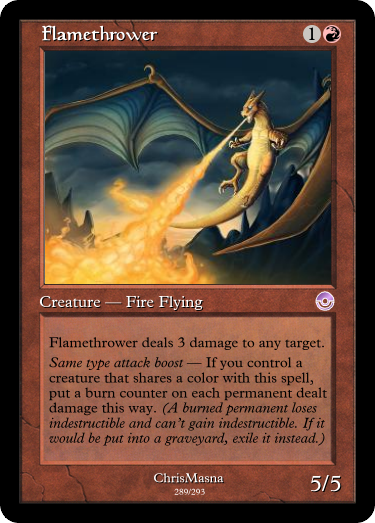 Flamethrower 1
Creature — Fire Flying
Flamethrower deals 3 damage to any target.
Same type attack boost — If you control a
creature that shares a color with this spell,
put a burn counter on each permanent dealt
damage this way. (A burned permanent loses
indestructible and can't gain indestructible. If it
would be put into a graveyard, exile it instead.)
ChrisMasna
289/293
5/5